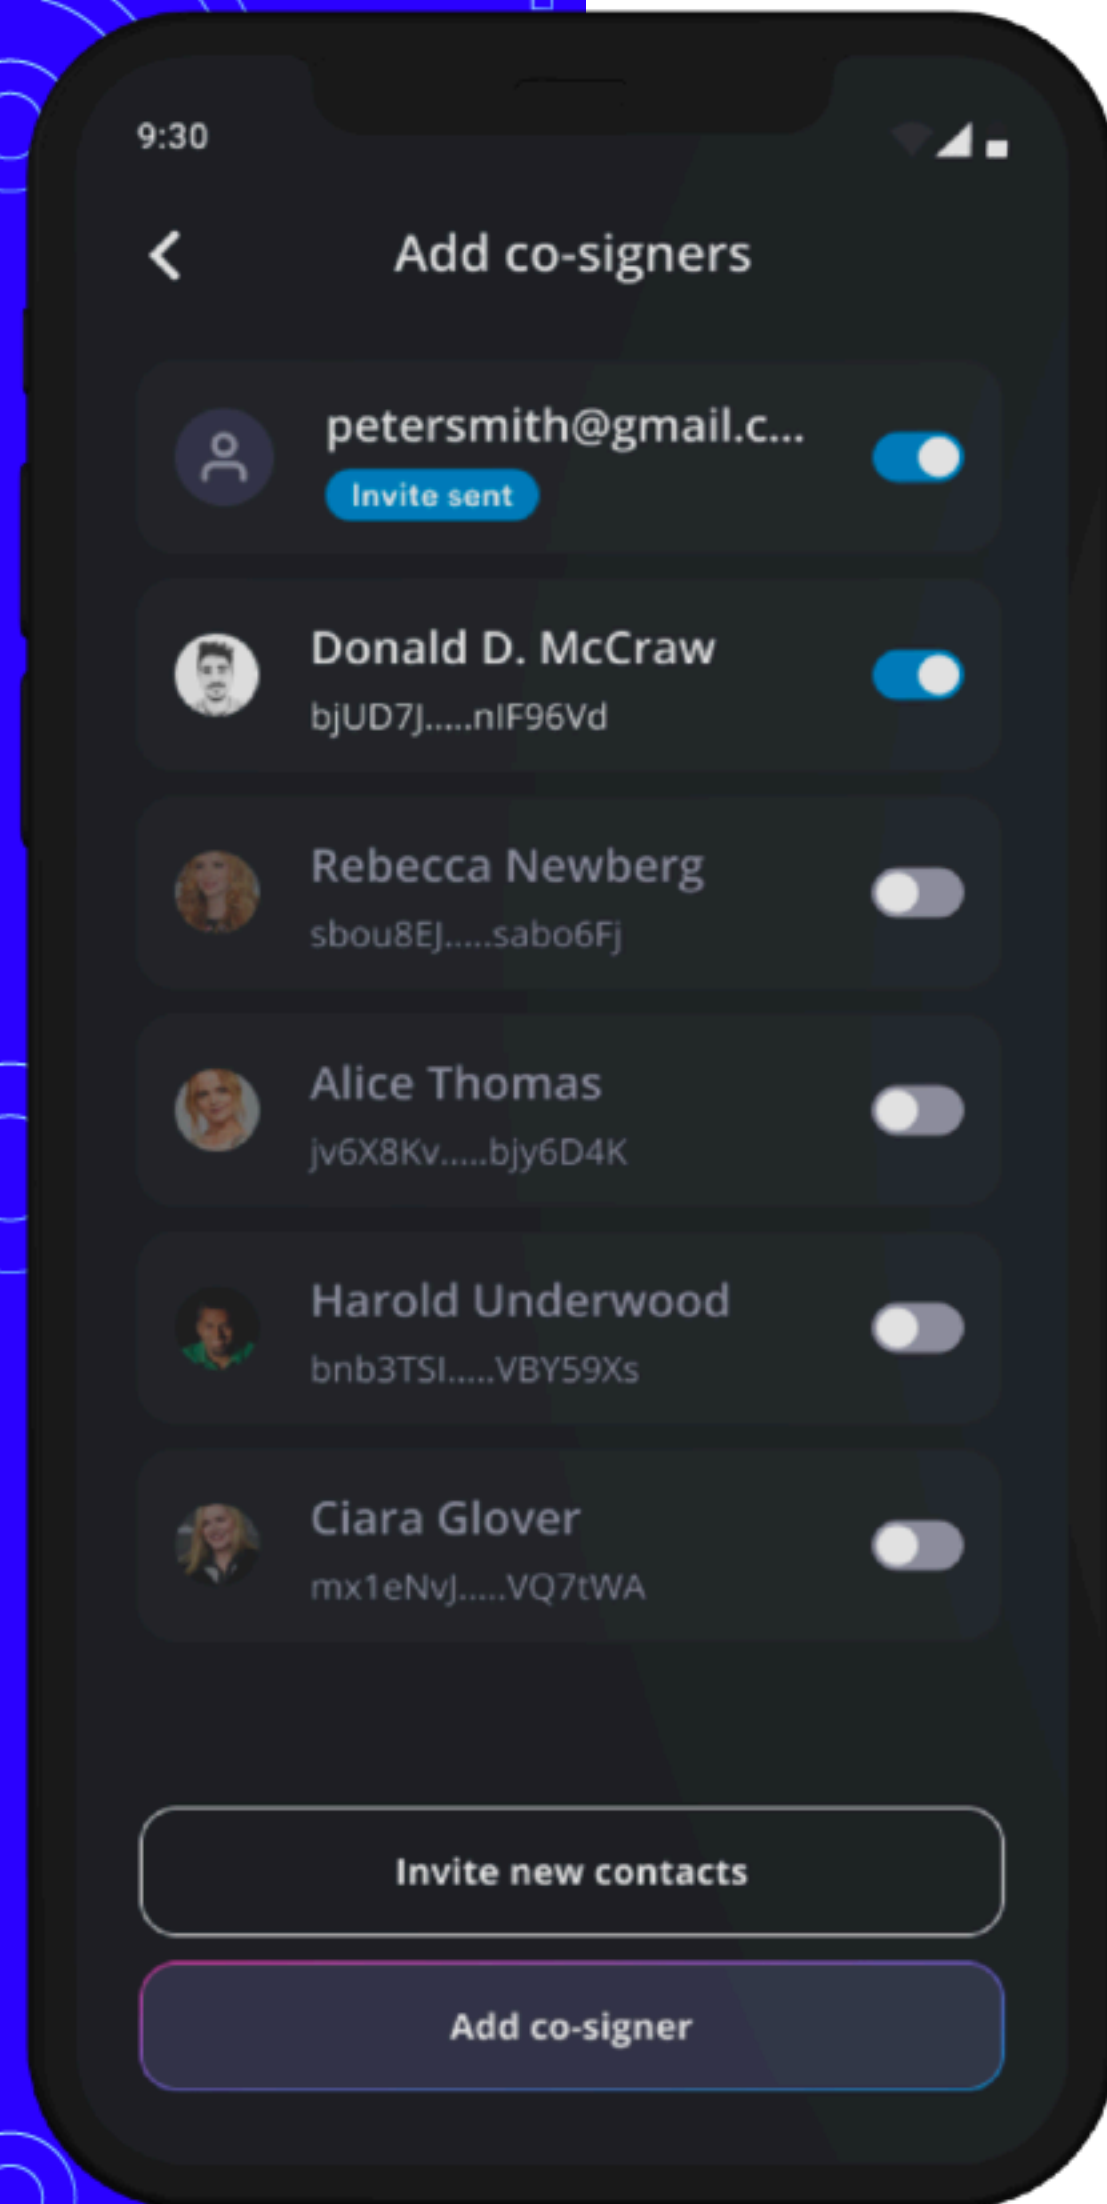 9:30
Add co-signers
petersmith@gmail.c...
Invite sent
Donald D. McCraw
bjUD7J.....nIF96Vd
Rebecca Newberg
sbou8EJ.....sabo6Fj
Alice Thomas
jv6X8Kv.....bjy6D4K
Harold Underwood
bnb3TSI.....VBY59Xs
Ciara Glover
mx1eNvJ.....VQ7tWA
Invite new contacts
Add co-signer